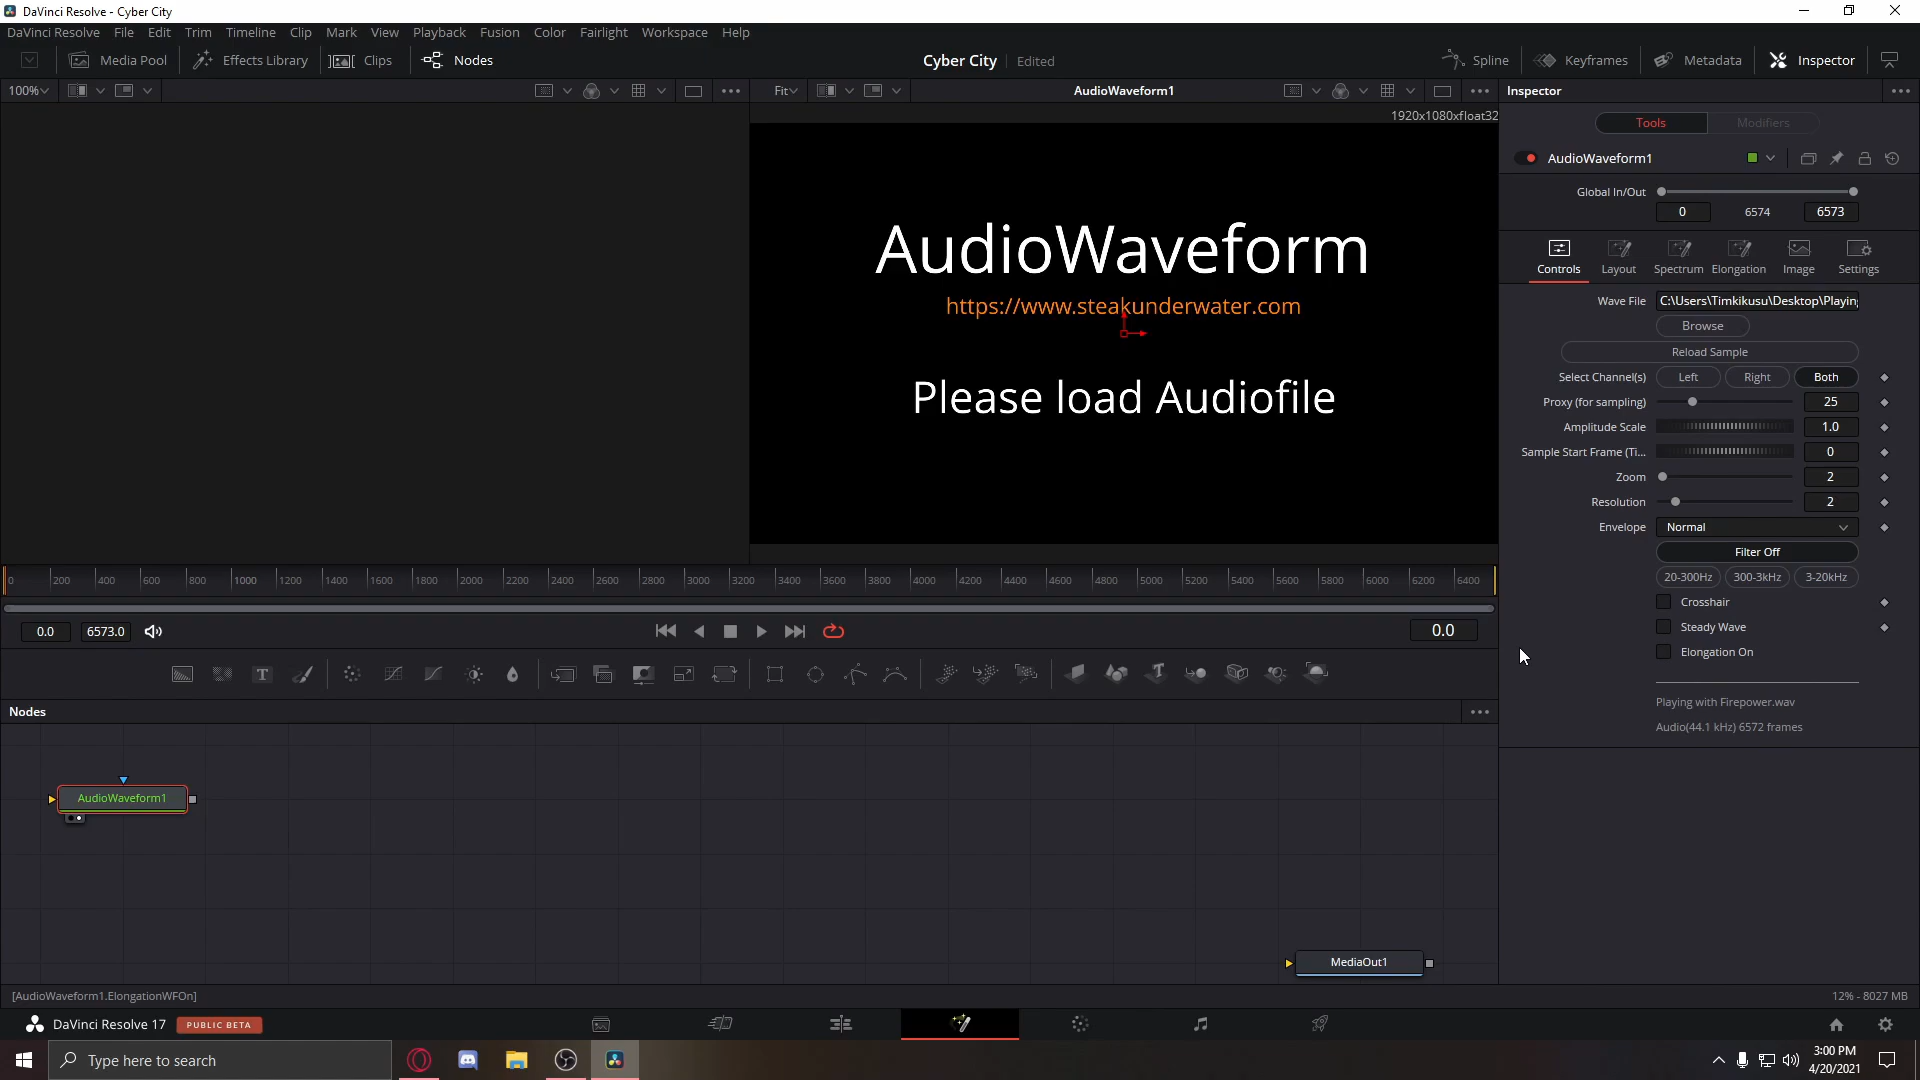 DaVinci Resolve - Cyber City
DaVinci Resolve File Edit Trim Timeline Clip Mark View Playback Fusion Color Fairlight Workspace Help
Media Pool Effects Library Clips Nodes Cyber City Edited Spline Keyframes Metadata Inspector
100% Fit AudioWaveform1 Inspector
1920x1080xfloat32
Tools Modifiers
AudioWaveform1
Global In/Out
0 6574 6573
Controls Layout Spectrum Elongation Image Settings
AudioWaveform
https://www.steakunderwater.com
Please load Audiofile
Wave File C:\Users\Timkikusu\Desktop\Playing
Browse
Reload Sample
Select Channel(s) Left Right Both
Proxy (for sampling) 25
Amplitude Scale 1.0
Sample Start Frame (Ti... 0
Zoom 2
Resolution 2
Envelope Normal
Filter Off
20-300Hz 300-3kHz 3-20kHz
Crosshair
Steady Wave
Elongation On
Playing with Firepower.wav
Audio(44.1 kHz) 6572 frames
0 200 400 600 800 1000 1200 1400 1600 1800 2000 2200 2400 2600 2800 3000 3200 3400 3600 3800 4000 4200 4400 4600 4800 5000 5200 5400 5600 5800 6000 6200 6400
0.0 6573.0 0.0
T T
Nodes
AudioWaveform1
MediaOut1
[AudioWaveform1.ElongationWFOn] 12% - 8027 MB
DaVinci Resolve 17 PUBLIC BETA
Type here to search
3:00 PM
4/20/2021